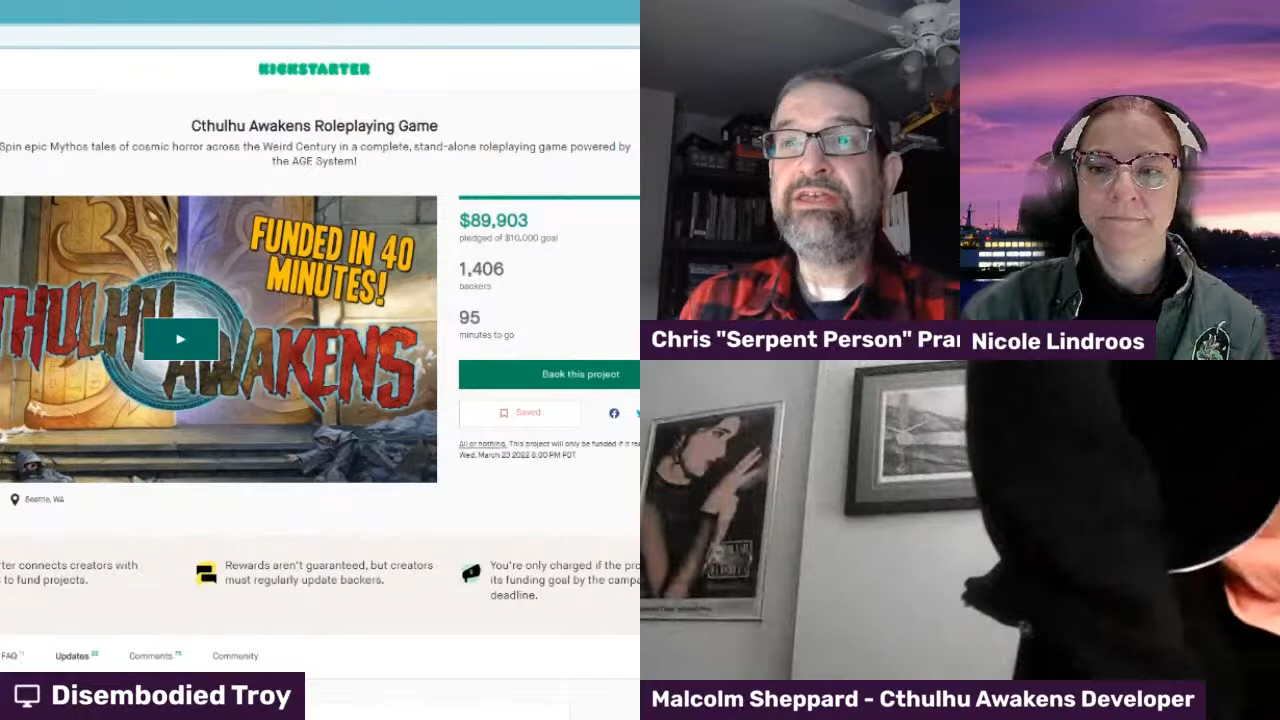 KICKSTARTER
Cthulhu Awakens Roleplaying Game
Spin epic Mythos tales of cosmic horror across the Weird Century in a complete, stand-alone roleplaying game powered by
the AGE System!
FUNDED IN 40
MINUTES!
THULHU
AWAKENS
$89,903
pledged of $10,000 goal
1,406
backers
95
minutes to go
Back this project
Saved
All or nothing. This project will only be funded if it rea
Wed, March 23 2022 6:00 PM PDT
Seattle, WA
rter connects creators with
to fund projects.
Rewards aren't guaranteed, but creators
must regularly update backers.
You're only charged if the pro
its funding goal by the campa
deadline.
FAQ 11
Updates 22
Comments 75
Community
Disembodied Troy
Chris "Serpent Person" Pra
Nicole Lindroos
Malcolm Sheppard - Cthulhu Awakens Developer